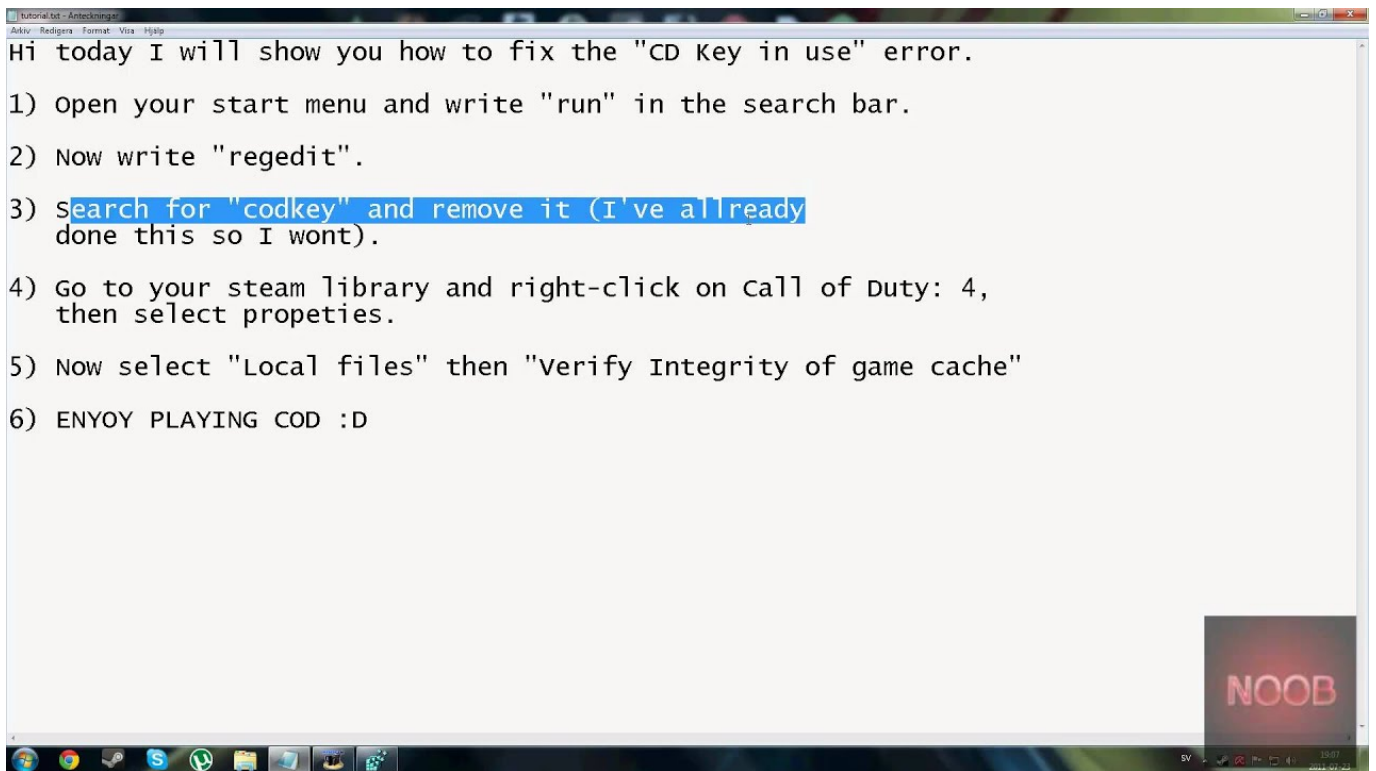 tutorial.txt - Anteckningar
Arkiv Redigera Format Visa Hjälp
Hi today I will show you how to fix the "CD Key in use" error.
1) Open your start menu and write "run" in the search bar.
2) Now write "regedit".
3) Search for "codkey" and remove it (I've allready
done this so I wont).
4) Go to your steam library and right-click on Call of Duty: 4,
then select propeties.
5) Now select "Local files" then "Verify Integrity of game cache"
6) ENYOY PLAYING COD :D
NOOB
SV
19:07
2011-07-23